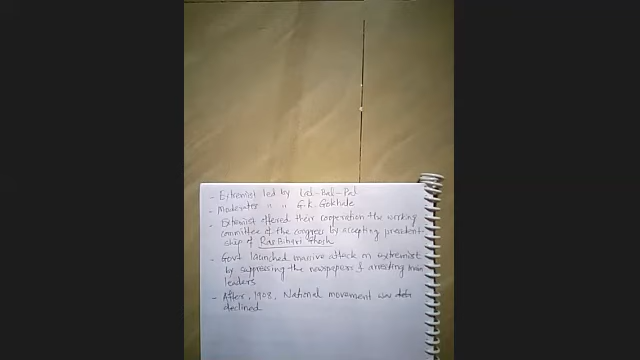 - Extremist led by Lal-Bal-Pal
- Moderates " " G.K. Gokhale
- Extremist offered their cooperation the working
committee of the congress by accepting president-
ship of Ras Bihari Ghosh
- Govt launched massive attack on extremist
by suppressing the newspapers & arresting
leaders
- After, 1908, National movement was
declined